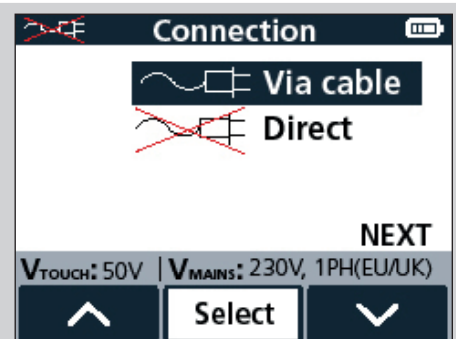 Connection
Via cable
Direct
NEXT
VTOUCH: 50V | VMAINS: 230V, 1PH(EU/UK)
Select